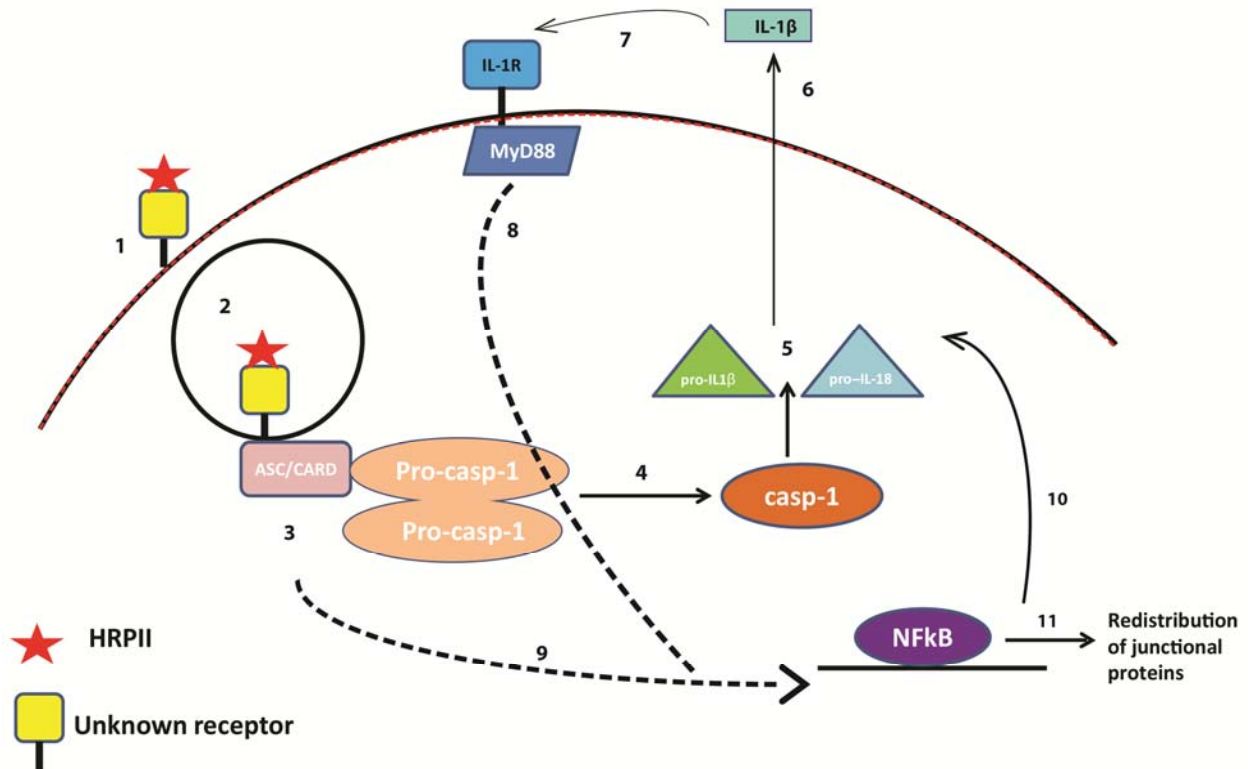 IL-1β
7
IL-1R
6
MyD88
1
8
2
5
pro-IL1β
pro–IL-18
ASC/CARD
Pro-casp-1
4
casp-1
10
3
Pro-casp-1
NFkB
11
Redistribution
of junctional
proteins
9
HRPII
Unknown receptor